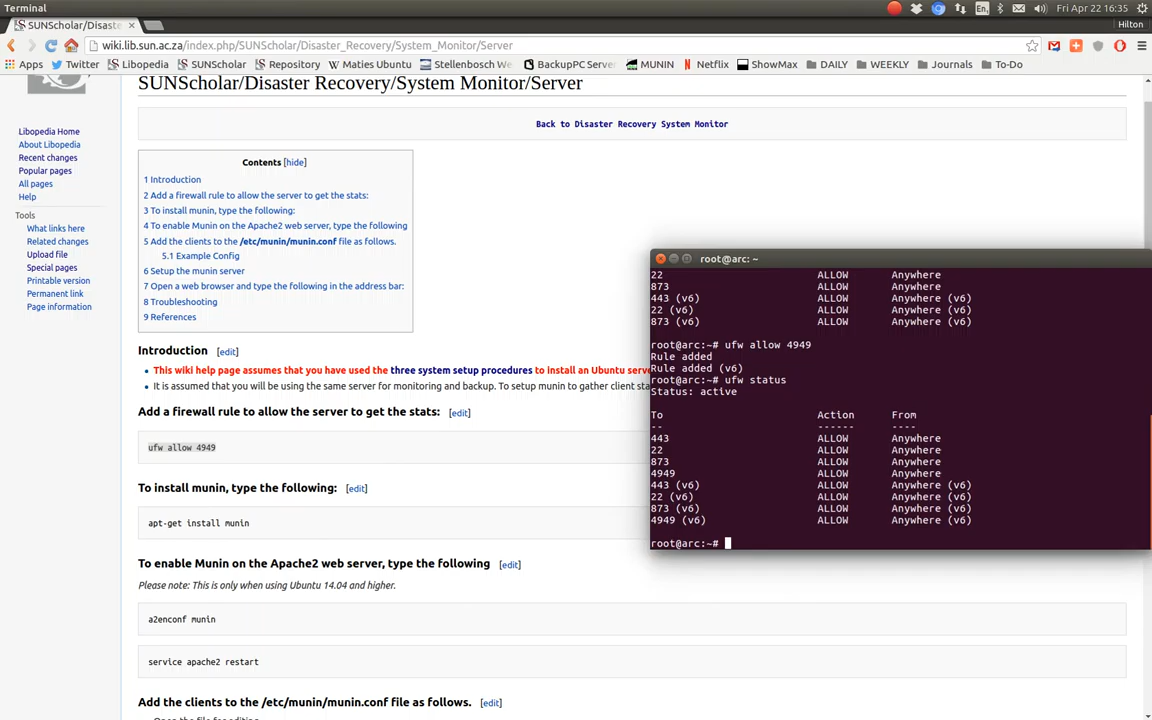 Terminal
En
Fri Apr 22 16:35
SUNScholar/Disaste
Hilton
wiki.lib.sun.ac.za/index.php/SUNScholar/Disaster_Recovery/System_Monitor/Server
Apps Twitter Libopedia SUNScholar Repository Maties Ubuntu Stellenbosch We BackupPC Serve MUNIN Netflix ShowMax DAILY WEEKLY Journals To-Do
SUNScholar/Disaster Recovery/System Monitor/Server
Back to Disaster Recovery System Monitor
Libopedia Home
About Libopedia
Recent changes
Popular pages
All pages
Help
Tools
What links here
Related changes
Upload file
Special pages
Printable version
Permanent link
Page information
Contents [hide]
1 Introduction
2 Add a firewall rule to allow the server to get the stats:
3 To install munin, type the following:
4 To enable Munin on the Apache2 web server, type the following
5 Add the clients to the /etc/munin/munin.conf file as follows.
5.1 Example Config
6 Setup the munin server
7 Open a web browser and type the following in the address bar:
8 Troubleshooting
9 References
Introduction [edit]
This wiki help page assumes that you have used the three system setup procedures to install an Ubuntu serve
It is assumed that you will be using the same server for monitoring and backup. To setup munin to gather client sta
Add a firewall rule to allow the server to get the stats: [edit]
ufw allow 4949
To install munin, type the following: [edit]
apt-get install munin
To enable Munin on the Apache2 web server, type the following [edit]
Please note: This is only when using Ubuntu 14.04 and higher.
a2enconf munin
service apache2 restart
Add the clients to the /etc/munin/munin.conf file as follows. [edit]
Open the file for editing
root@arc: ~
22 ALLOW Anywhere
873 ALLOW Anywhere
443 (v6) ALLOW Anywhere (v6)
22 (v6) ALLOW Anywhere (v6)
873 (v6) ALLOW Anywhere (v6)
root@arc:~# ufw allow 4949
Rule added
Rule added (v6)
root@arc:~# ufw status
Status: active
To Action From
-- ------ ----
443 ALLOW Anywhere
22 ALLOW Anywhere
873 ALLOW Anywhere
4949 ALLOW Anywhere
443 (v6) ALLOW Anywhere (v6)
22 (v6) ALLOW Anywhere (v6)
873 (v6) ALLOW Anywhere (v6)
4949 (v6) ALLOW Anywhere (v6)
root@arc:~#